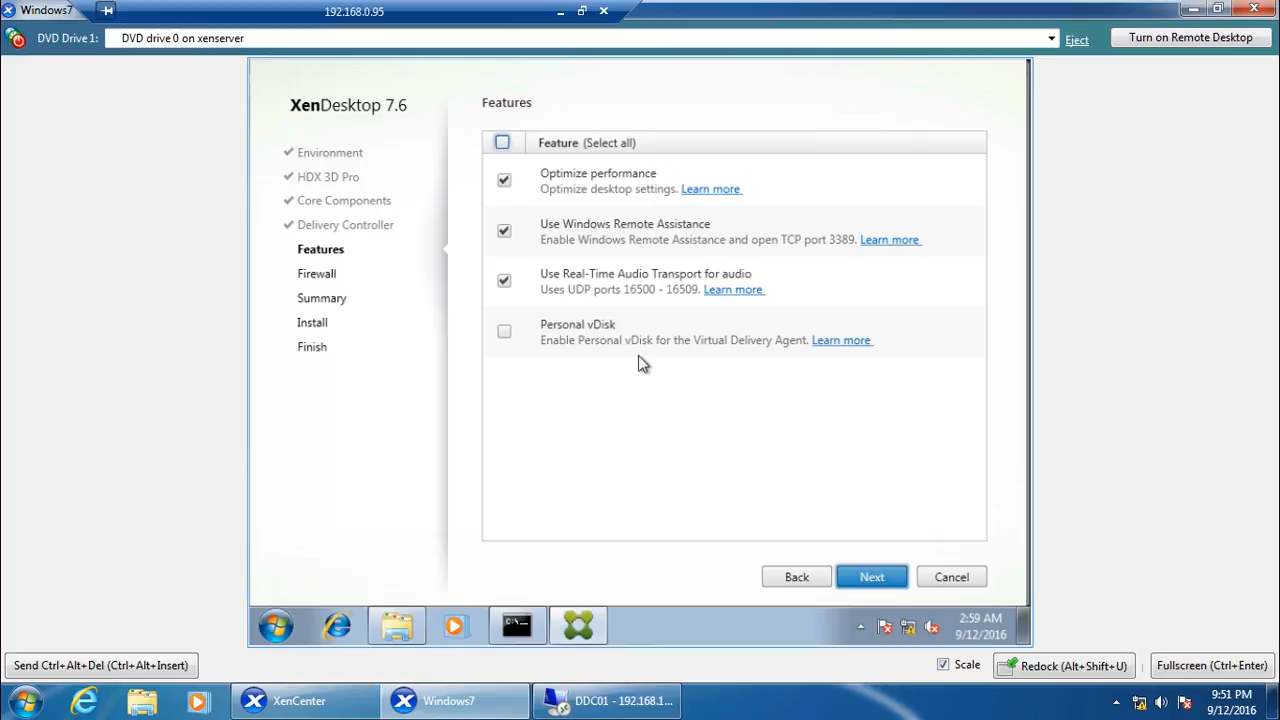 Windows7
192.168.0.95
DVD Drive 1: DVD drive 0 on xenserver Eject Turn on Remote Desktop
XenDesktop 7.6
Environment
HDX 3D Pro
Core Components
Delivery Controller
Features
Firewall
Summary
Install
Finish
Features
Feature (Select all)
Optimize performance
Optimize desktop settings. Learn more
Use Windows Remote Assistance
Enable Windows Remote Assistance and open TCP port 3389. Learn more
Use Real-Time Audio Transport for audio
Uses UDP ports 16500 - 16509. Learn more
Personal vDisk
Enable Personal vDisk for the Virtual Delivery Agent. Learn more
Back Next Cancel
2:59 AM
9/12/2016
Send Ctrl+Alt+Del (Ctrl+Alt+Insert) Scale Redock (Alt+Shift+U) Fullscreen (Ctrl+Enter)
XenCenter Windows7 DDC01 - 192.168.1...
9:51 PM
9/12/2016